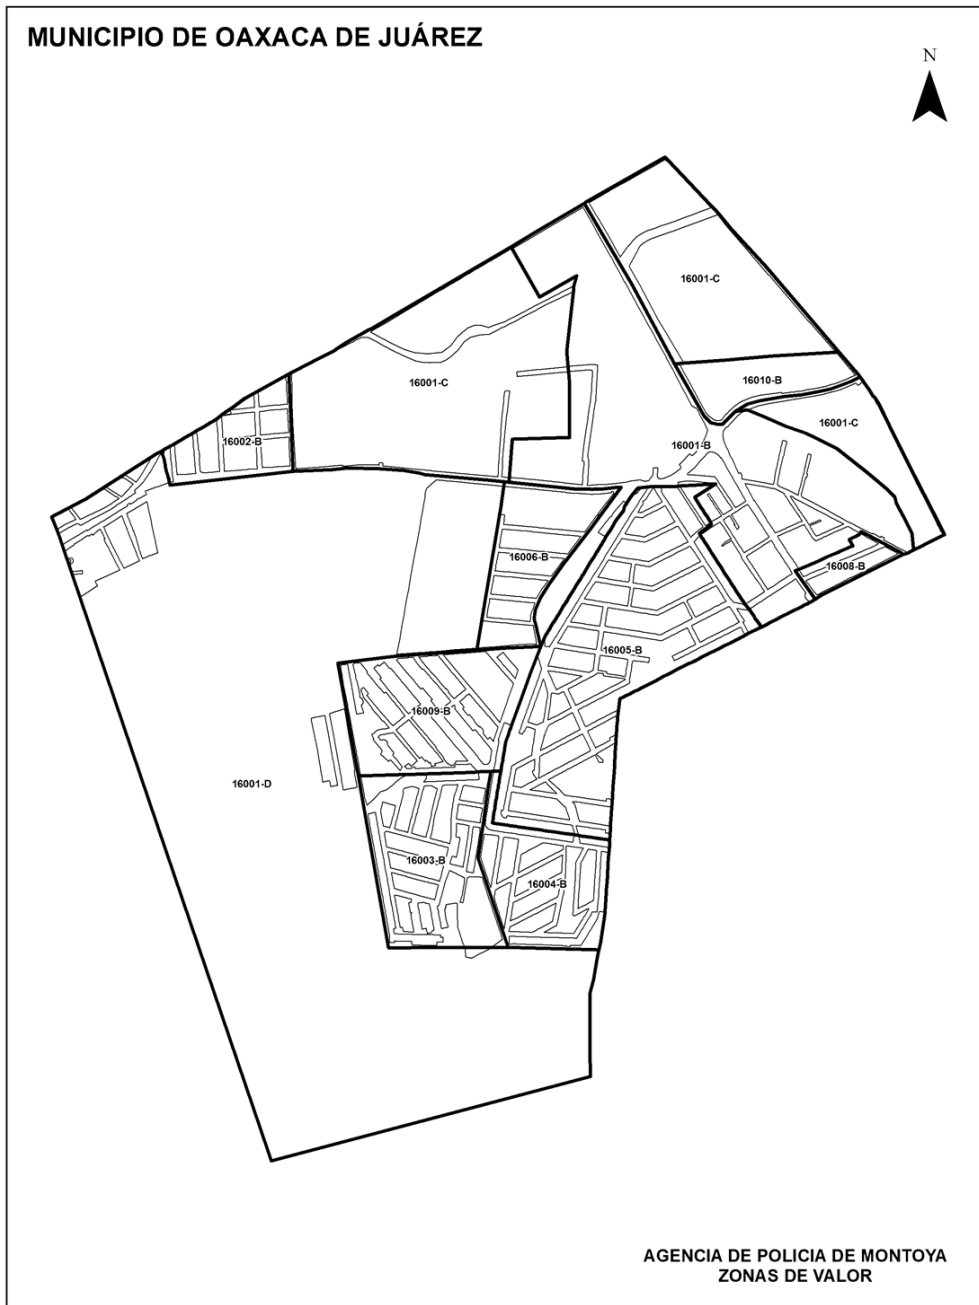 MUNICIPIO DE OAXACA DE JUÁREZ
N
16001-C
16001-C
16010-B
16001-C
16002-B
16001-B
16006-B
16008-B
16005-B
16009-B
16001-D
16003-B
16004-B
AGENCIA DE POLICIA DE MONTOYA
ZONAS DE VALOR